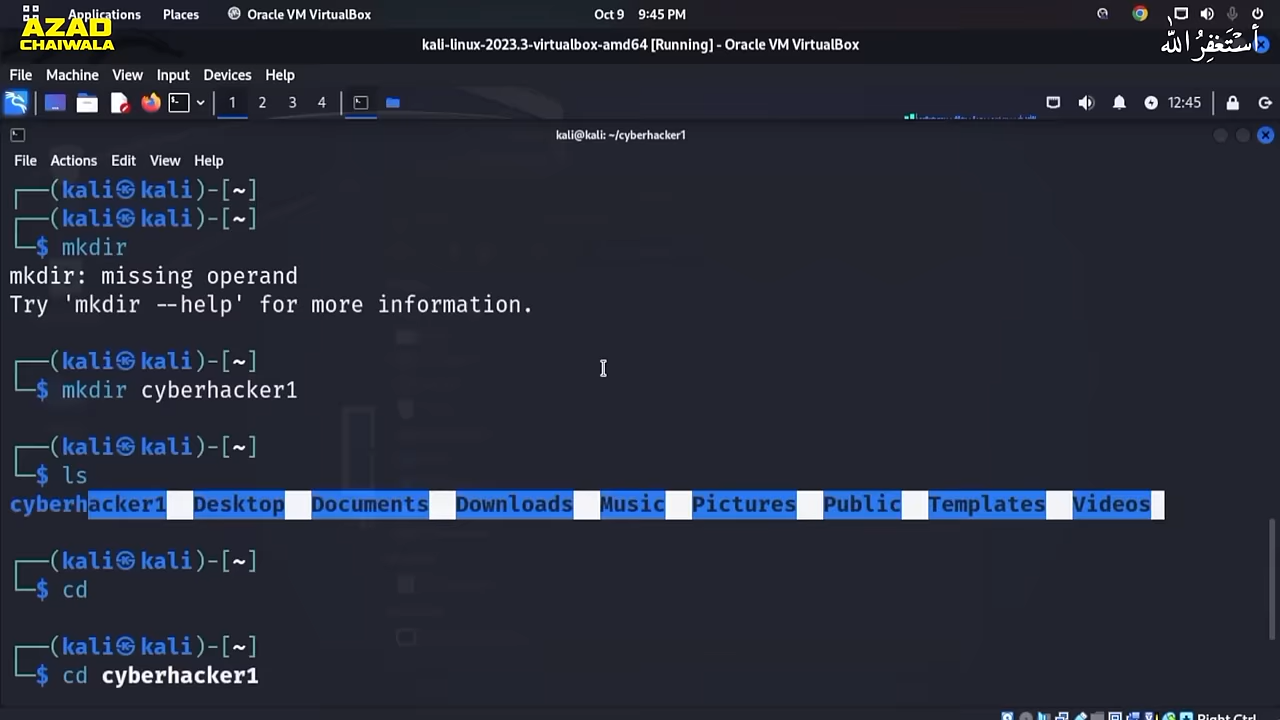 Applications Places Oracle VM VirtualBox Oct 9 9:45 PM
AZAD
CHAIWALA
أستغفر الله
kali-linux-2023.3-virtualbox-amd64 [Running] - Oracle VM VirtualBox
File Machine View Input Devices Help
1 2 3 4 12:45
kali@kali: ~/cyberhacker1
File Actions Edit View Help
┌──(kali㉿kali)-[~]
┌──(kali㉿kali)-[~]
└─$ mkdir
mkdir: missing operand
Try 'mkdir --help' for more information.
┌──(kali㉿kali)-[~]
└─$ mkdir cyberhacker1
┌──(kali㉿kali)-[~]
└─$ ls
cyberhacker1 Desktop Documents Downloads Music Pictures Public Templates Videos
┌──(kali㉿kali)-[~]
└─$ cd
┌──(kali㉿kali)-[~]
└─$ cd cyberhacker1
Right Ctrl